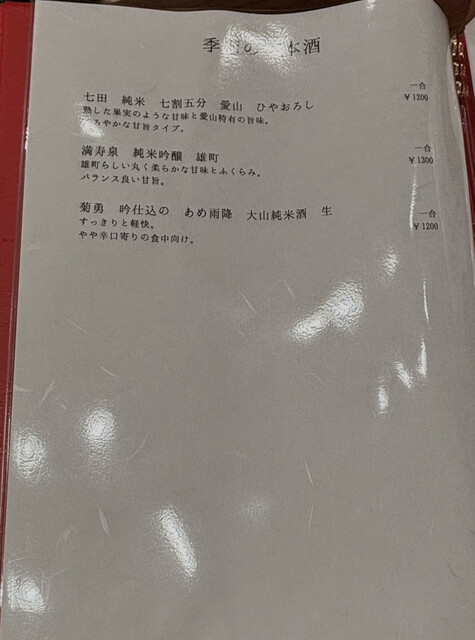 季 の 本酒
七田 純米 七割五分 愛山 ひやおろし 一合
熟した果実のような甘味と愛山特有の旨味。 ￥1200
ろやかな甘旨タイプ。
満寿泉 純米吟醸 雄町 一合
雄町らしい丸く柔らかな甘味とふくらみ。 ￥1300
バランス良い甘旨。
菊勇 吟仕込の あめ雨降 大山純米酒 生 一合
すっきりと軽快。 ￥1200
やや辛口寄りの食中向け。